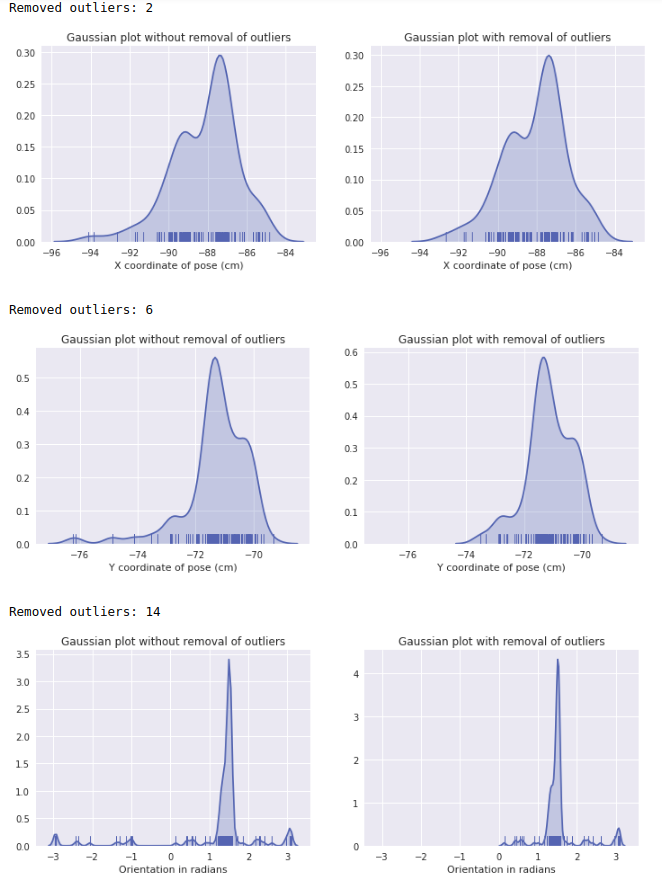 Removed outliers: 2
Gaussian plot without removal of outliers
0.30
0.25
0.20
0.15
0.10
0.05
0.00
−96 −94 −92 −90 −88 −86 −84
X coordinate of pose (cm)
Gaussian plot with removal of outliers
0.30
0.25
0.20
0.15
0.10
0.05
0.00
−96 −94 −92 −90 −88 −86 −84
X coordinate of pose (cm)
Removed outliers: 6
Gaussian plot without removal of outliers
0.5
0.4
0.3
0.2
0.1
0.0
−76 −74 −72 −70
Y coordinate of pose (cm)
Gaussian plot with removal of outliers
0.6
0.5
0.4
0.3
0.2
0.1
0.0
−76 −74 −72 −70
Y coordinate of pose (cm)
Removed outliers: 14
Gaussian plot without removal of outliers
3.5
3.0
2.5
2.0
1.5
1.0
0.5
0.0
−3 −2 −1 0 1 2 3
Orientation in radians
Gaussian plot with removal of outliers
4
3
2
1
0
−3 −2 −1 0 1 2 3
Orientation in radians